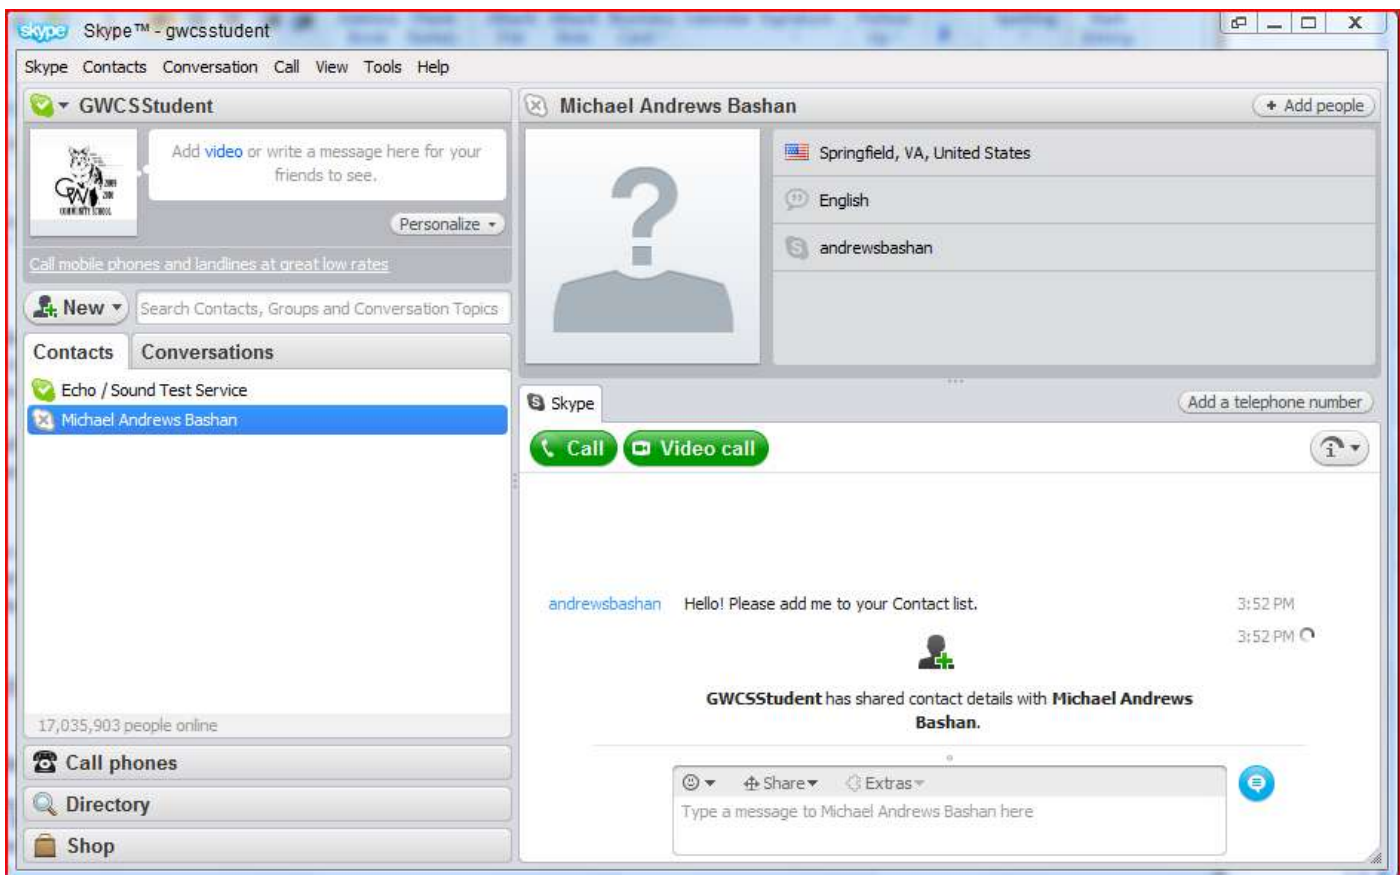 skype Skype™ - gwcsstudent
Skype Contacts Conversation Call View Tools Help
GWCSStudent
Add video or write a message here for your
friends to see.
Personalize
Call mobile phones and landlines at great low rates
New Search Contacts, Groups and Conversation Topics
Contacts Conversations
Echo / Sound Test Service
Michael Andrews Bashan
17,035,903 people online
Call phones
Directory
Shop
Michael Andrews Bashan + Add people
Springfield, VA, United States
English
andrewsbashan
Skype Add a telephone number
Call Video call
andrewsbashan Hello! Please add me to your Contact list. 3:52 PM
3:52 PM
GWCSStudent has shared contact details with Michael Andrews
Bashan.
Share Extras
Type a message to Michael Andrews Bashan here